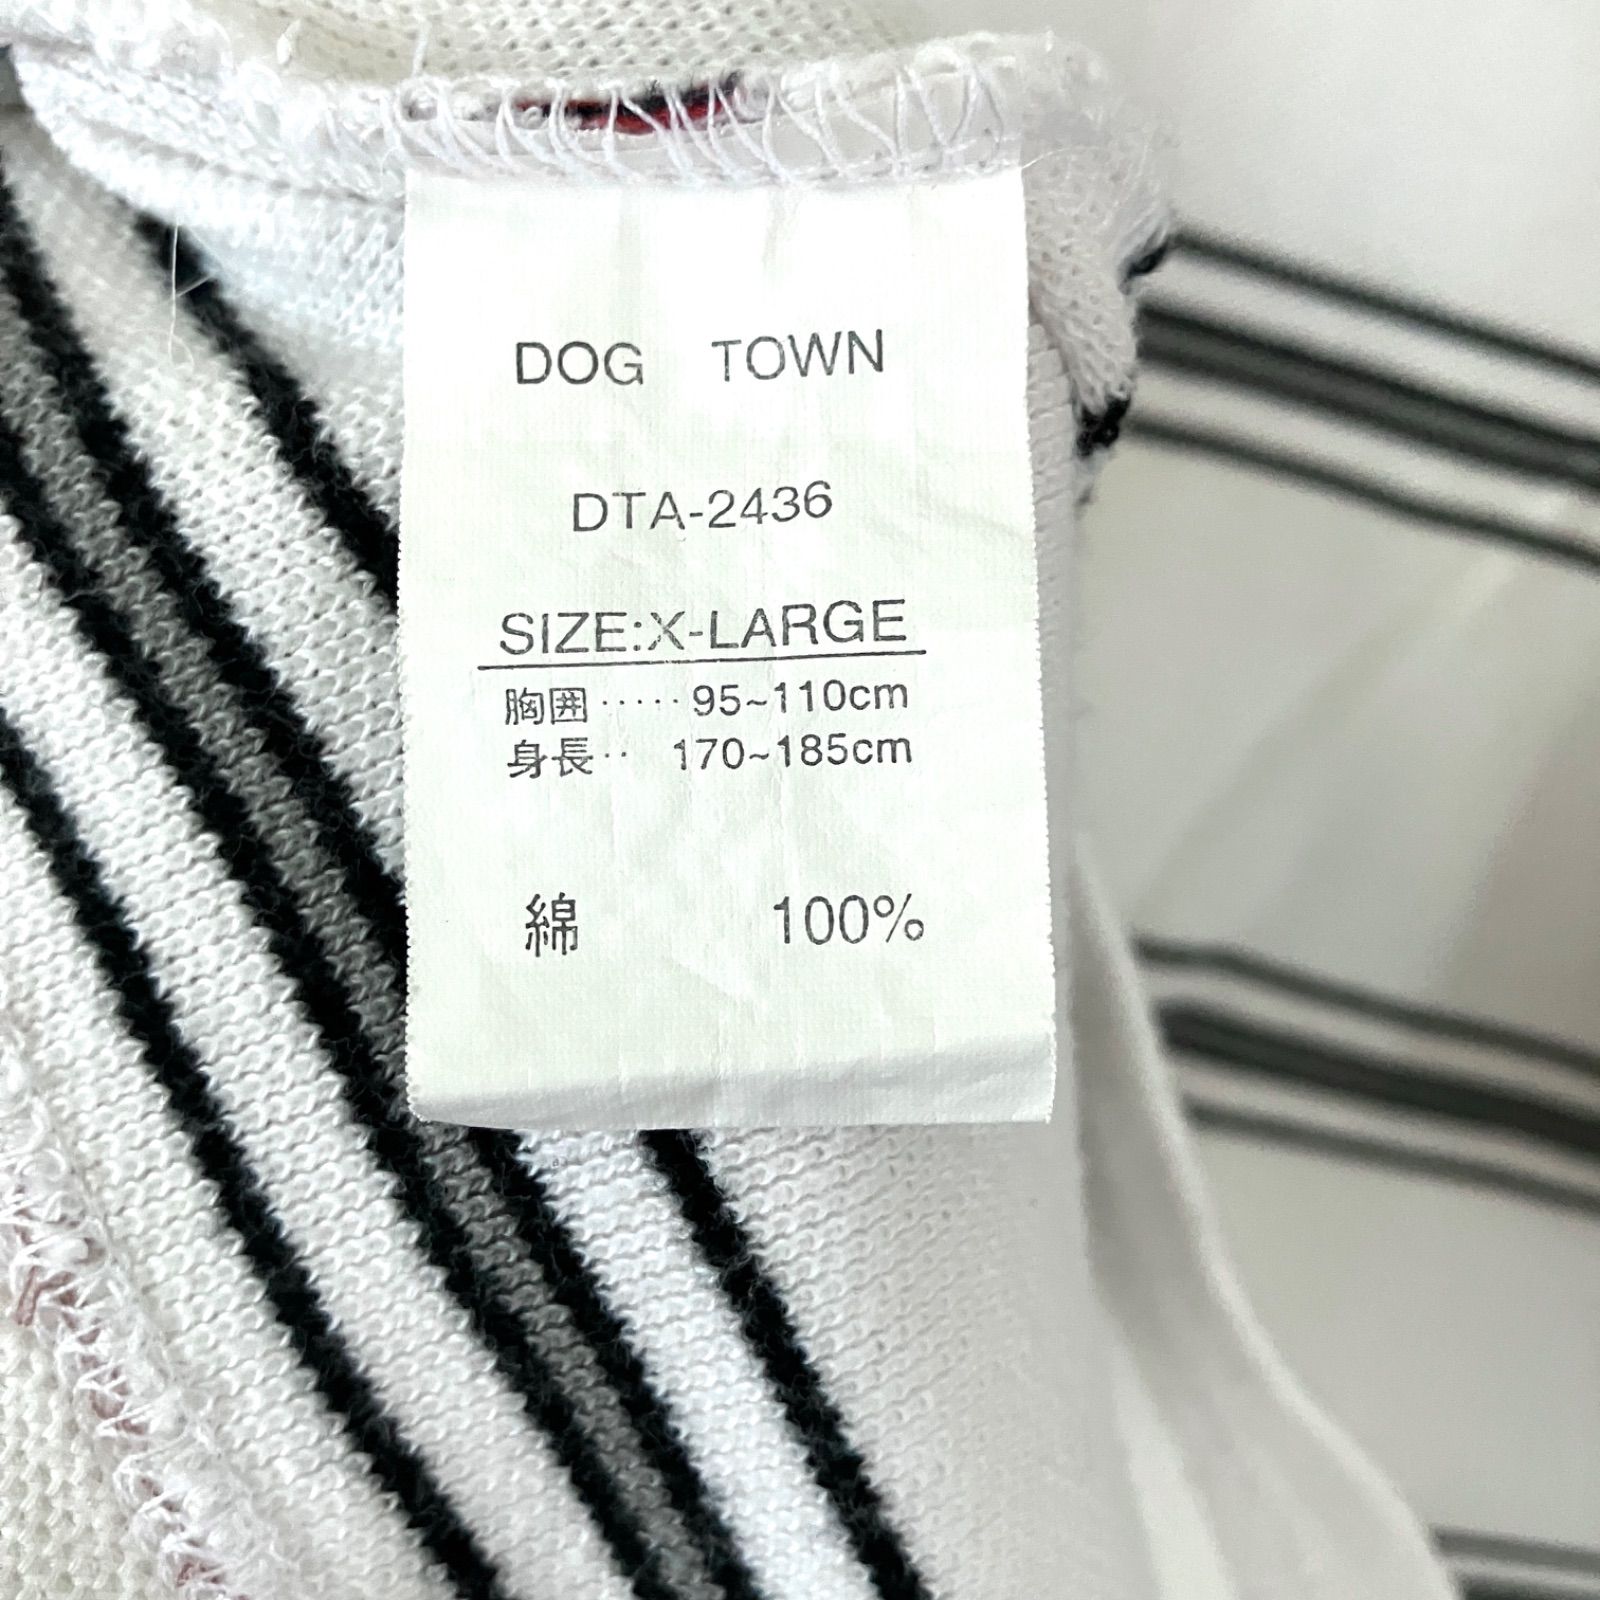 DOG TOWN
DTA-2436
SIZE:X-LARGE
胸囲·····95~110cm
身長·· 170~185cm
綿 100%